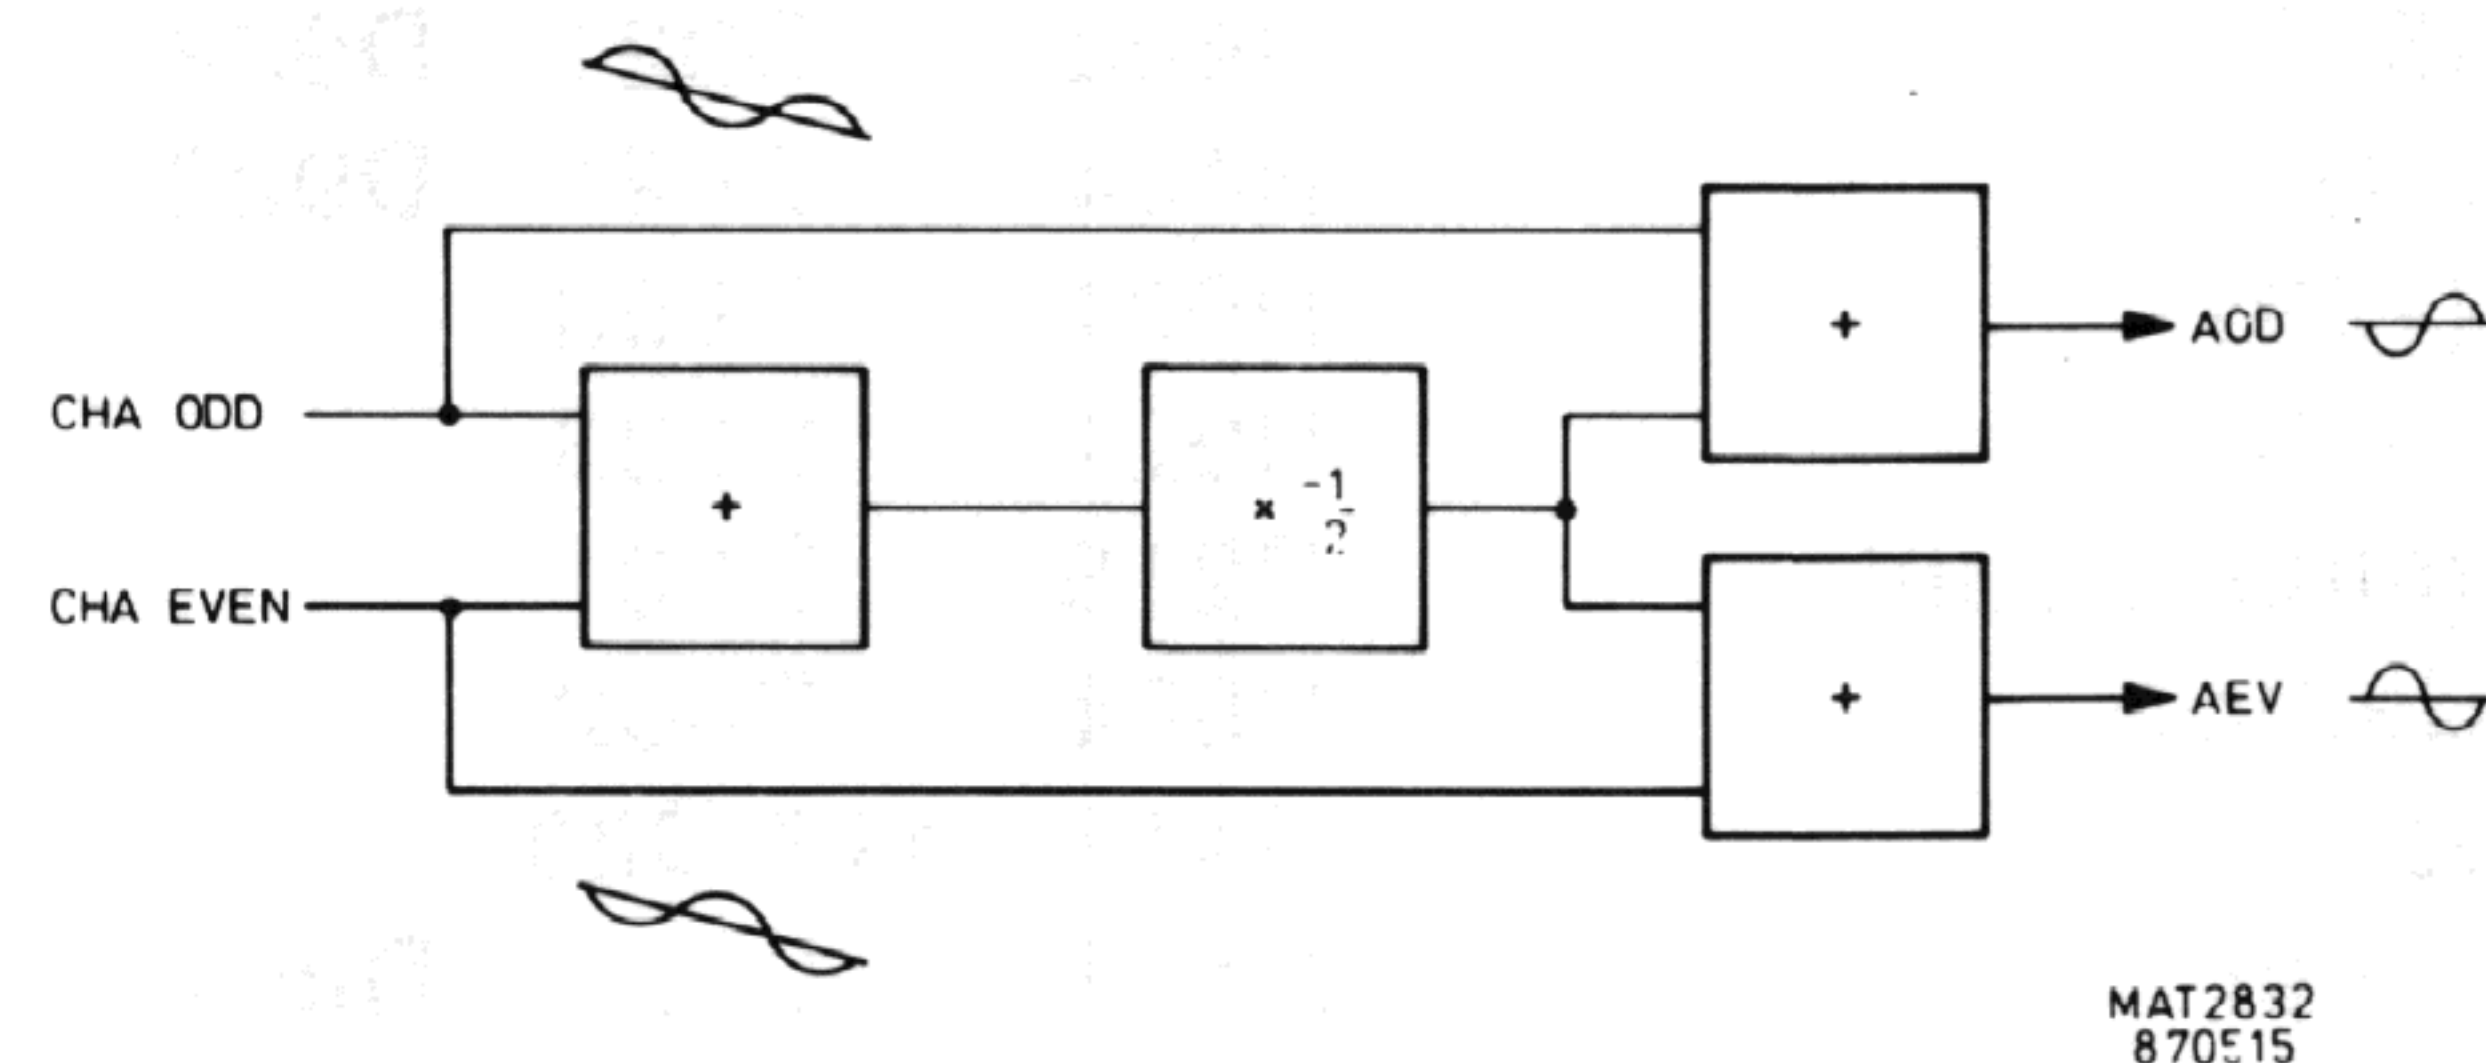 +
AOD
CHA ODD
+
× -1
2
CHA EVEN
+
AEV
MAT2832
870515